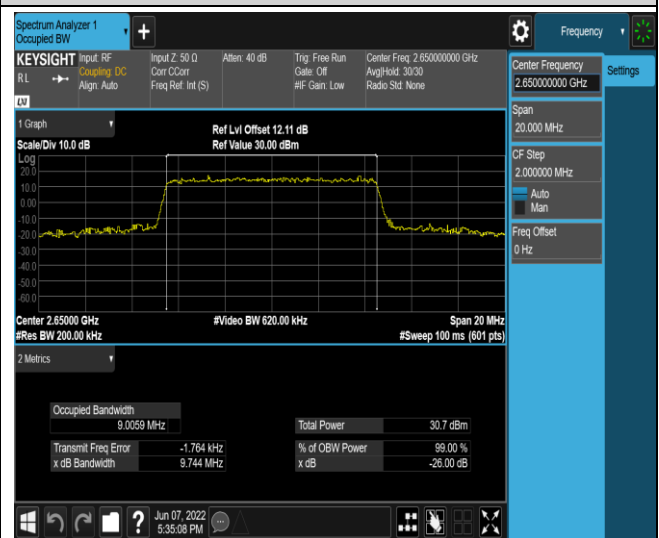 Spectrum Analyzer 1
Occupied BW
+
Frequency
KEYSIGHT
RL
Input: RF
Coupling: DC
Align: Auto
Input Z: 50 Ω
Corr CCorr
Freq Ref: Int (S)
Atten: 40 dB
Trig: Free Run
Gate: Off
#IF Gain: Low
Center Freq: 2.650000000 GHz
Avg|Hold: 30/30
Radio Std: None
LXI
Center Frequency
2.650000000 GHz
Settings
Span
20.000 MHz
CF Step
2.000000 MHz
Auto
Man
Freq Offset
0 Hz
1 Graph
Scale/Div 10.0 dB
Ref Lvl Offset 12.11 dB
Ref Value 30.00 dBm
Log
20.0
10.0
0.00
-10.0
-20.0
-30.0
-40.0
-50.0
-60.0
Center 2.65000 GHz
#Res BW 200.00 kHz
#Video BW 620.00 kHz
Span 20 MHz
#Sweep 100 ms (601 pts)
2 Metrics
Occupied Bandwidth
9.0059 MHz
Total Power 30.7 dBm
Transmit Freq Error -1.764 kHz
% of OBW Power 99.00 %
x dB Bandwidth 9.744 MHz
x dB -26.00 dB
?
Jun 07, 2022
5:35:08 PM